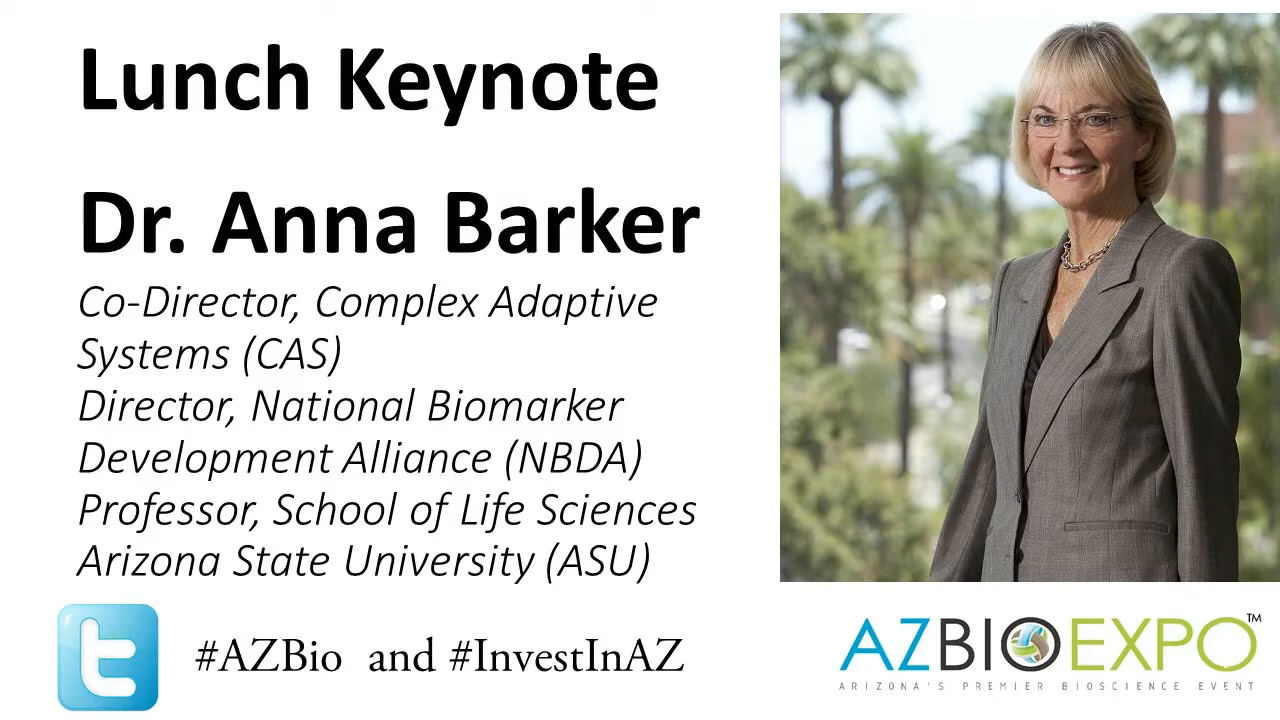 Lunch Keynote
Dr. Anna Barker
Co-Director, Complex Adaptive
Systems (CAS)
Director, National Biomarker
Development Alliance (NBDA)
Professor, School of Life Sciences
Arizona State University (ASU)
t
#AZBio and #InvestInAZ
AZBIOEXPO™
ARIZONA'S PREMIER BIOSCIENCE EVENT